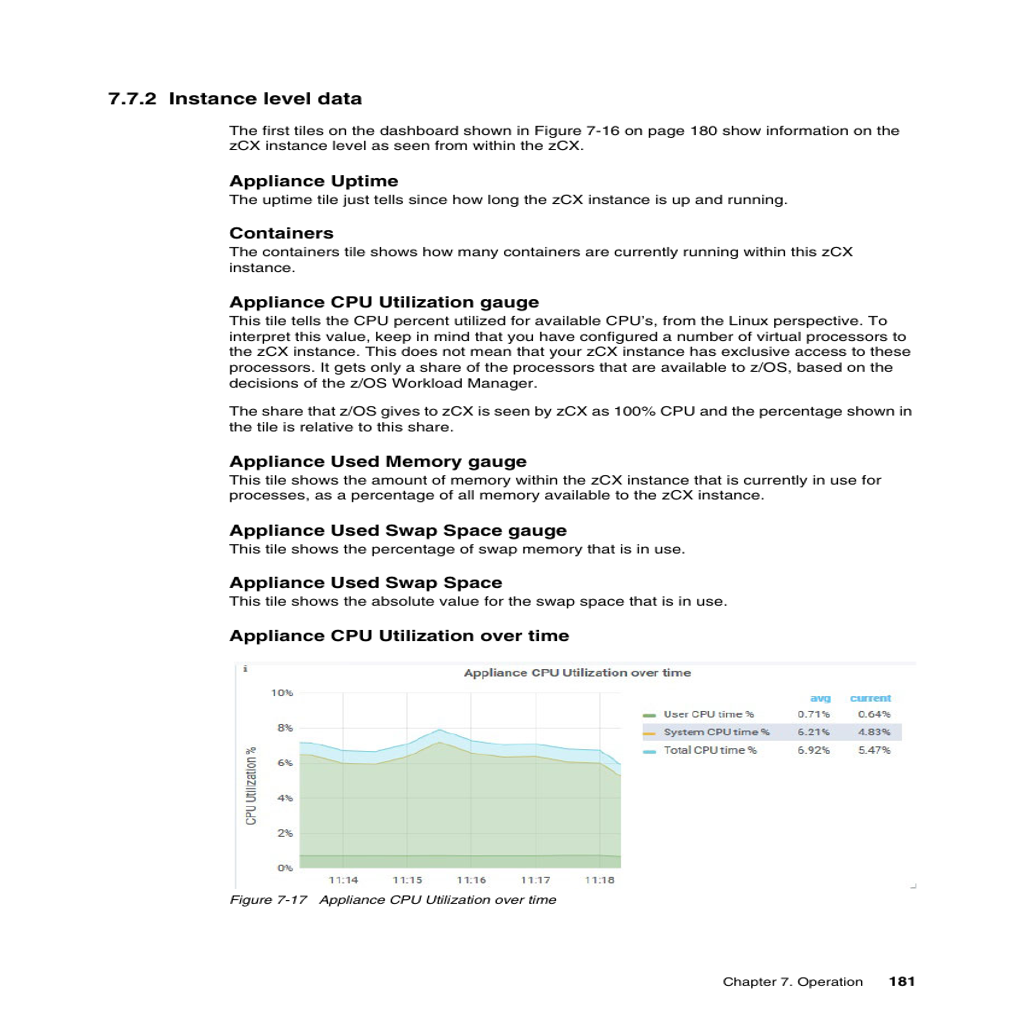 7.7.2 Instance level data
The first tiles on the dashboard shown in Figure 7-16 on page 180 show information on the
zCX instance level as seen from within the zCX.
Appliance Uptime
The uptime tile just tells since how long the zCX instance is up and running.
Containers
The containers tile shows how many containers are currently running within this zCX
instance.
Appliance CPU Utilization gauge
This tile tells the CPU percent utilized for available CPU's, from the Linux perspective. To
interpret this value, keep in mind that you have configured a number of virtual processors to
the zCX instance. This does not mean that your zCX instance has exclusive access to these
processors. It gets only a share of the processors that are available to z/OS, based on the
decisions of the z/OS Workload Manager.
The share that z/OS gives to zCX is seen by zCX as 100% CPU and the percentage shown in
the tile is relative to this share.
Appliance Used Memory gauge
This tile shows the amount of memory within the zCX instance that is currently in use for
processes, as a percentage of all memory available to the zCX instance.
Appliance Used Swap Space gauge
This tile shows the percentage of swap memory that is in use.
Appliance Used Swap Space
This tile shows the absolute value for the swap space that is in use.
Appliance CPU Utilization over time
i
Appliance CPU Utilization over time
10%
8%
6%
4%
2%
0%
CPU Utilization %
11:14 11:15 11:16 11:17 11:18
avg current
User CPU time % 0.71% 0.64%
System CPU time % 6.21% 4.83%
Total CPU time % 6.92% 5.47%
Figure 7-17 Appliance CPU Utilization over time
Chapter 7. Operation 181